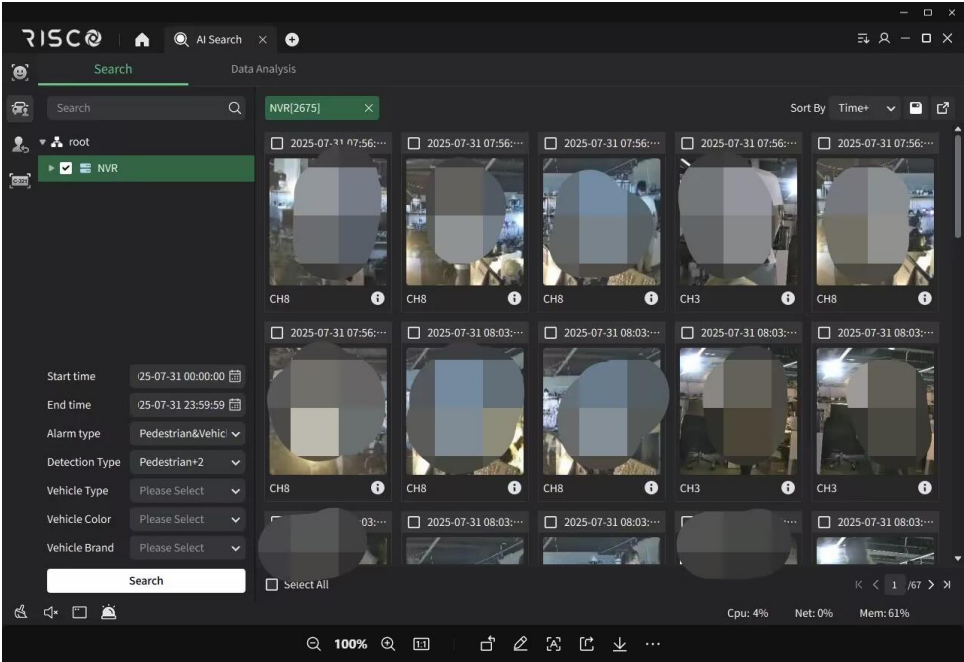 RISCO
AI Search
Search
Data Analysis
Search
NVR[2675]
Sort By Time+
root
NVR
2025-07-31 07:56:···
2025-07-31 07:56:···
2025-07-31 07:56:···
2025-07-31 07:56:···
2025-07-31 07:56:···
CH8
CH8
CH8
CH3
CH8
2025-07-31 07:56:···
2025-07-31 08:03:···
2025-07-31 08:03:···
2025-07-31 08:03:···
2025-07-31 08:03:···
CH8
CH8
CH8
CH3
CH3
:03:···
2025-07-31 08:03:···
2025-07-31 08:03:···
···
2025-07-31 08:03:···
Start time 25-07-31 00:00:00
End time 25-07-31 23:59:59
Alarm type Pedestrian&Vehicl
Detection Type Pedestrian+2
Vehicle Type Please Select
Vehicle Color Please Select
Vehicle Brand Please Select
Search
Select All
1 /67
Cpu: 4% Net: 0% Mem: 61%
100% 1:1